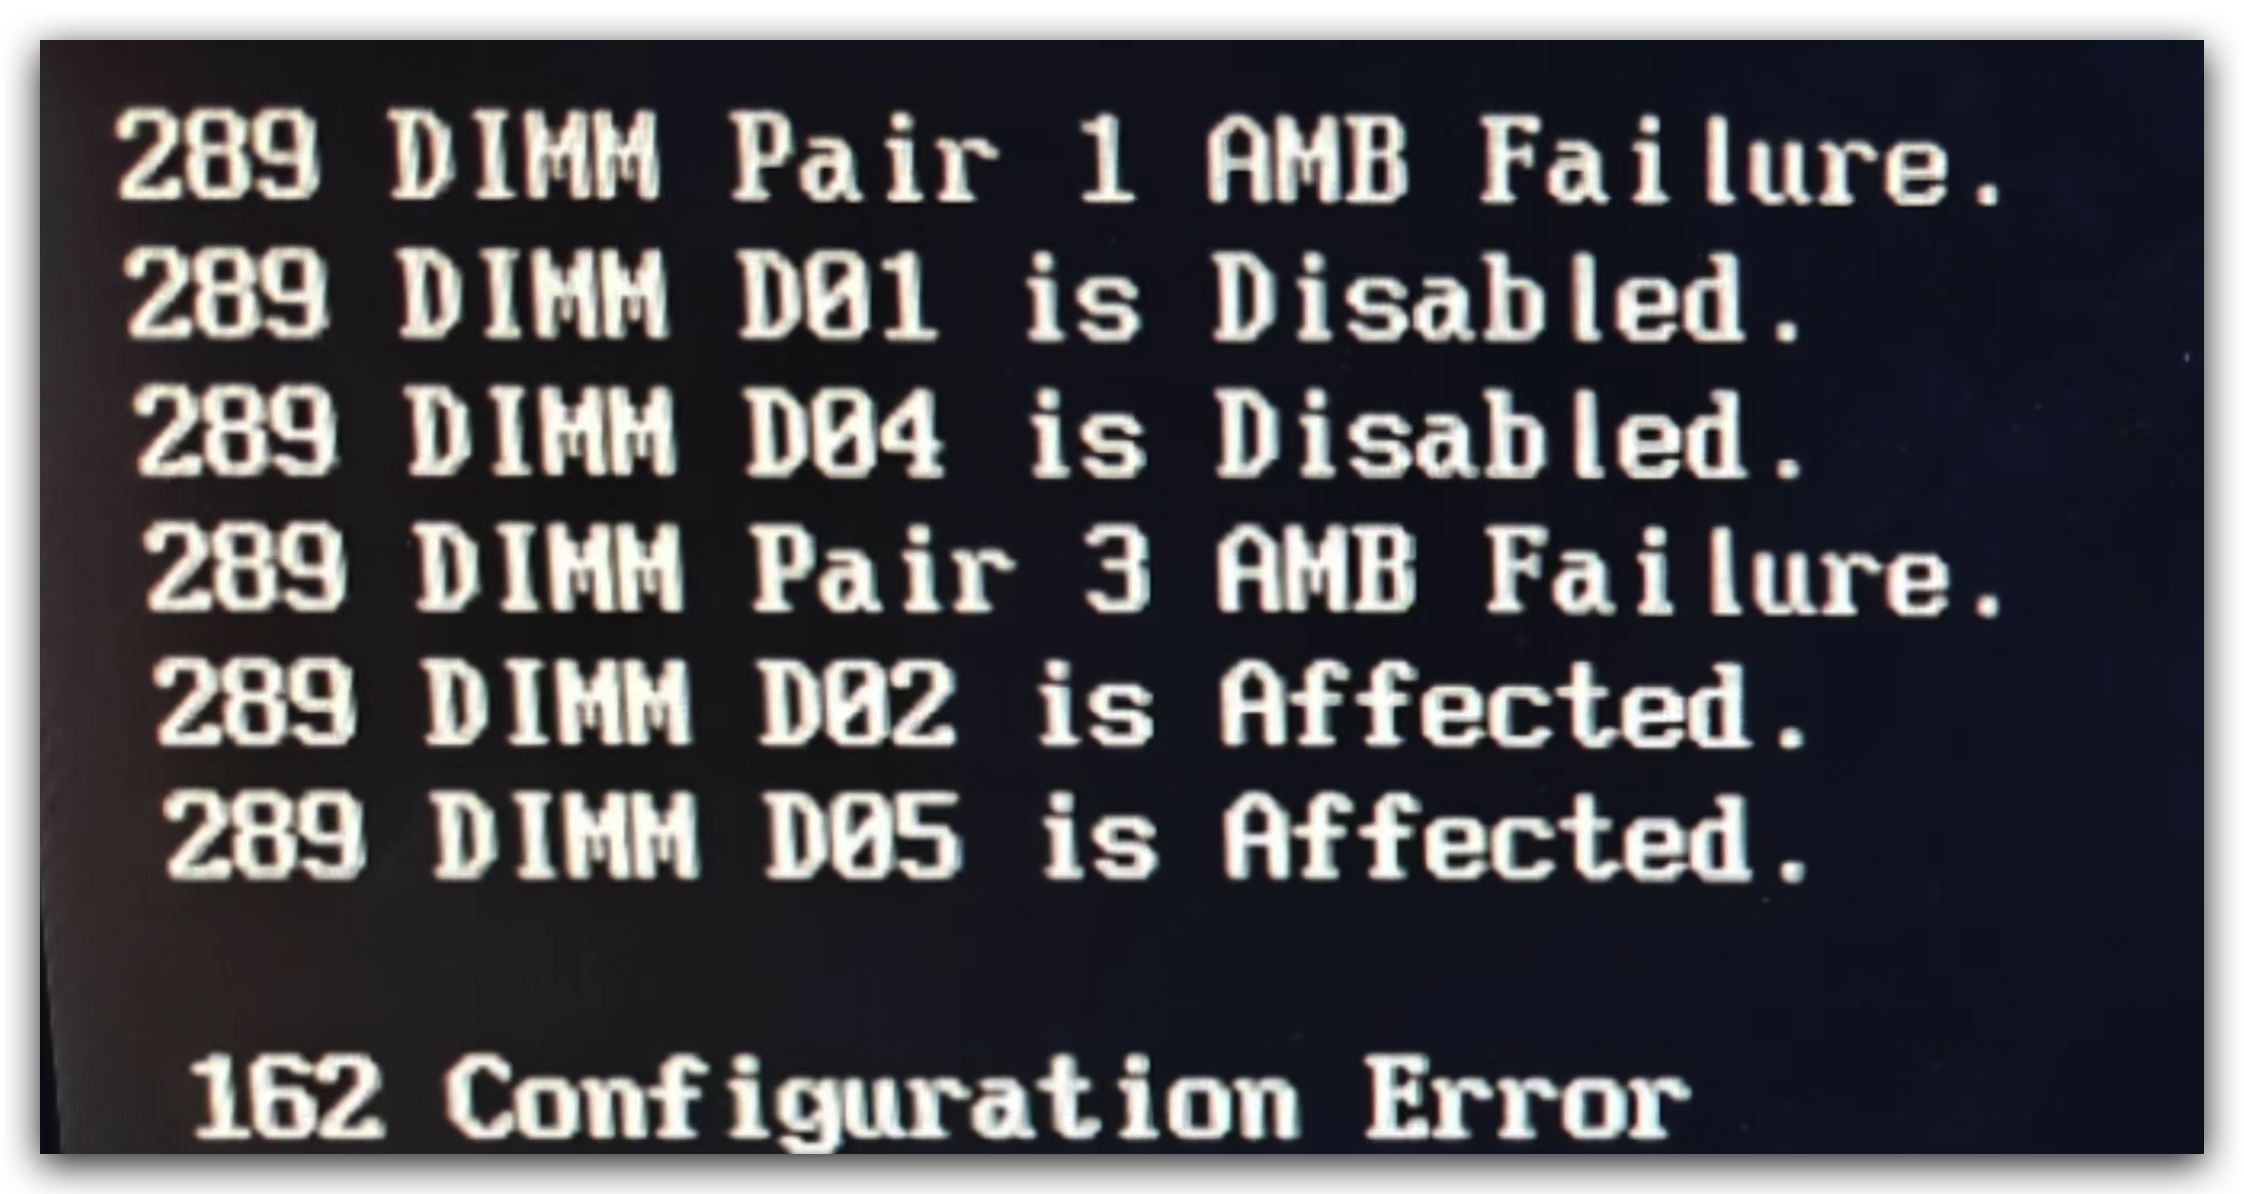 289 DIMM Pair 1 AMB Failure.
289 DIMM D01 is Disabled.
289 DIMM D04 is Disabled.
289 DIMM Pair 3 AMB Failure.
289 DIMM D02 is Affected.
289 DIMM D05 is Affected.
162 Configuration Error